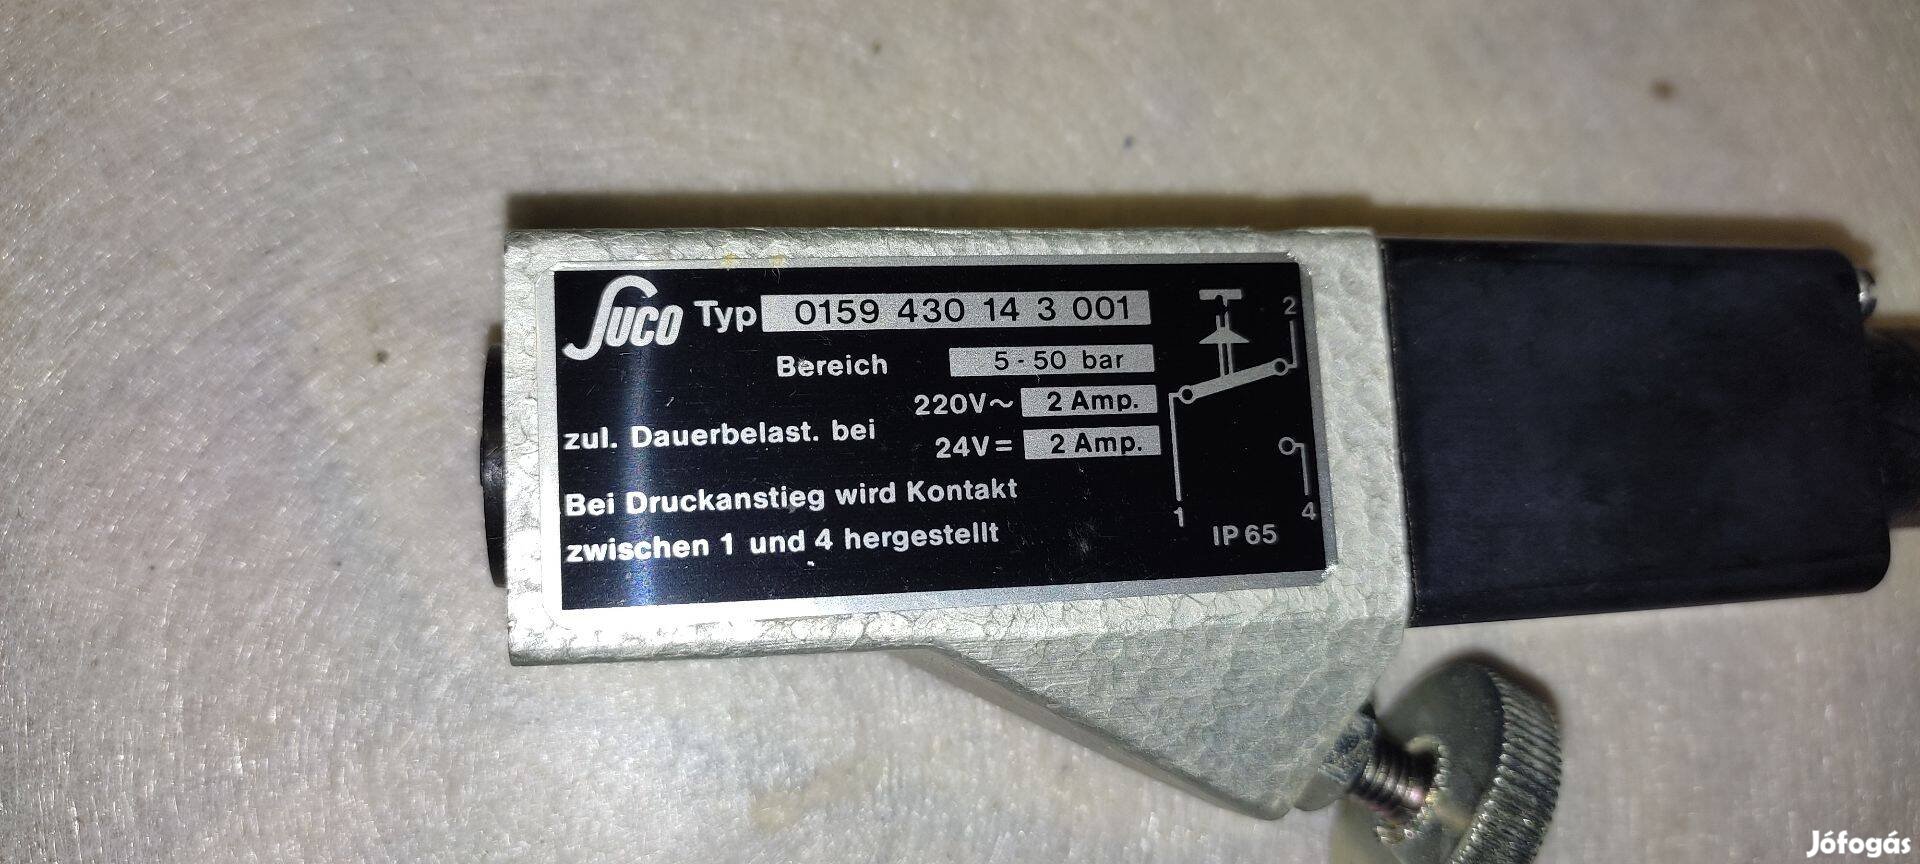 Suco Typ 0159 430 14 3 001
Bereich 5-50 bar
zul. Dauerbelast. bei
220V~ 2 Amp.
24V= 2 Amp.
Bei Druckanstieg wird Kontakt
zwischen 1 und 4 hergestellt
2
1
4
IP 65
Jófogás